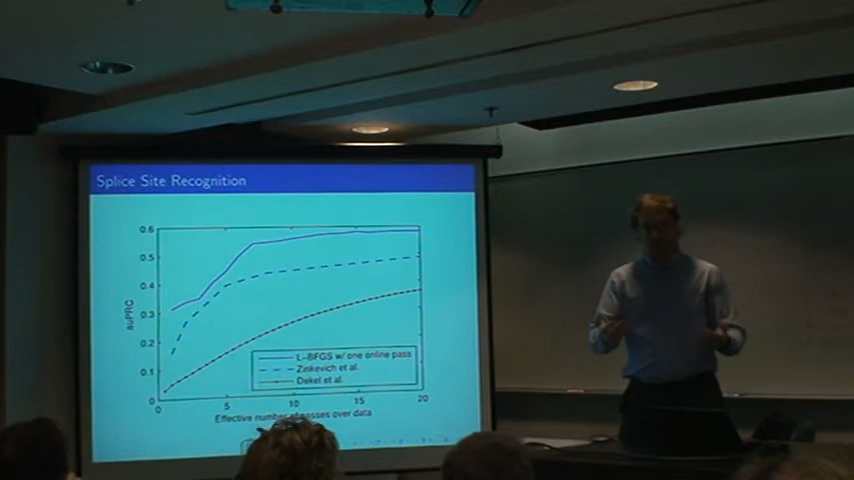 Splice Site Recognition
0.6
0.5
0.4
0.3
0.2
0.1
0
auPRC
L-BFGS w/ one online pass
Zinkevich et al.
Dekel et al.
0 5 10 15 20
Effective number of passes over data